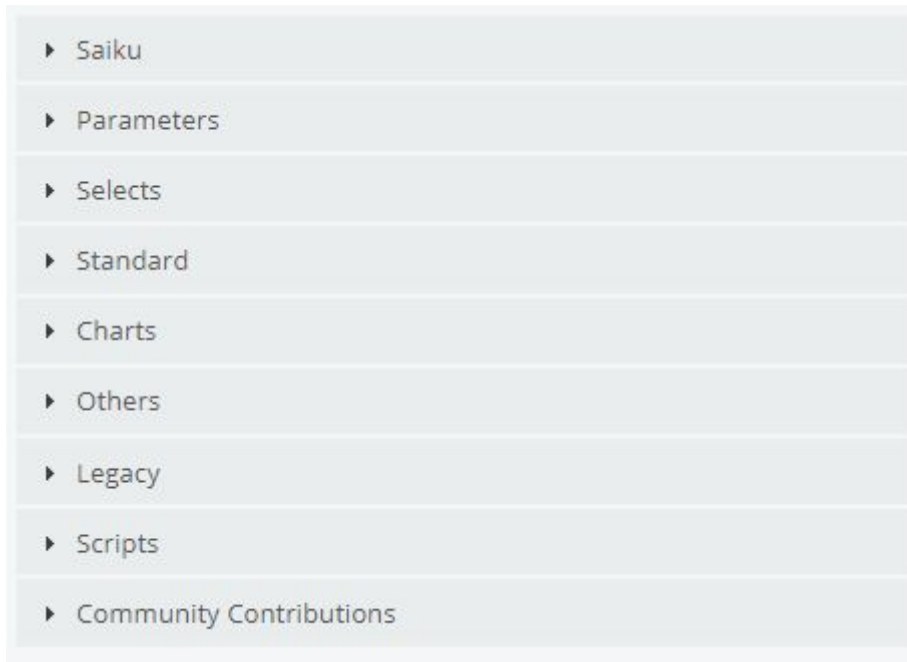 Saiku
Parameters
Selects
Standard
Charts
Others
Legacy
Scripts
Community Contributions